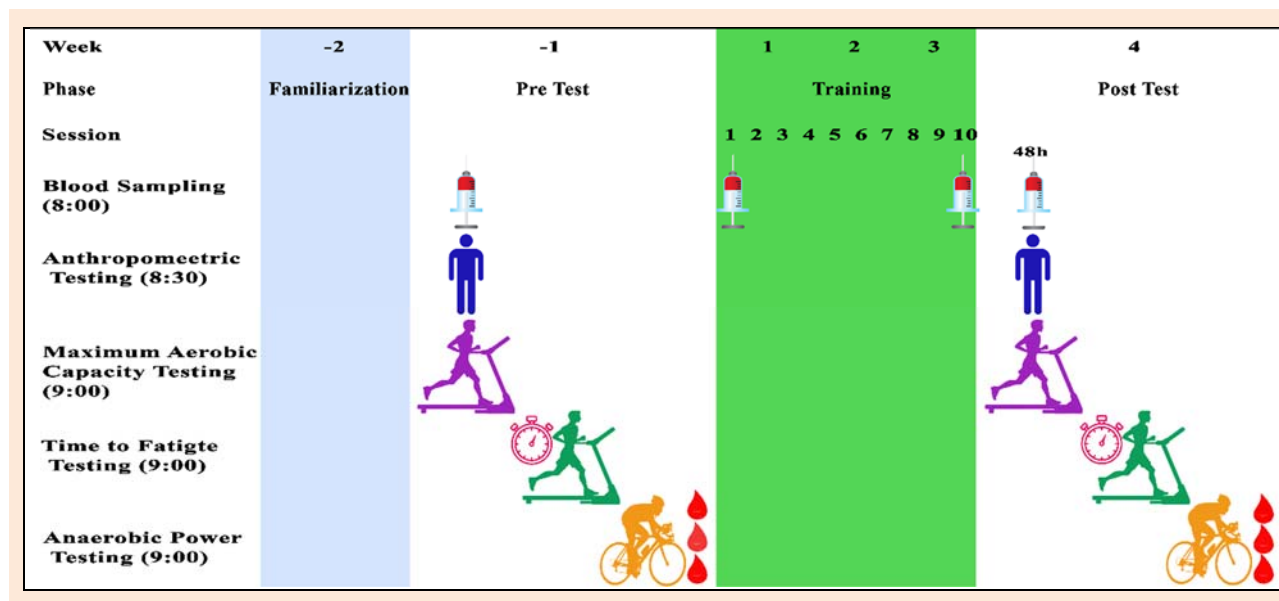 Week -2 -1 1 2 3 4
Phase Familiarization Pre Test Training Post Test
Session 1 2 3 4 5 6 7 8 9 10
48h
Blood Sampling
(8:00)
Anthropomeetric
Testing (8:30)
Maximum Aerobic
Capacity Testing
(9:00)
Time to Fatigte
Testing (9:00)
Anaerobic Power
Testing (9:00)